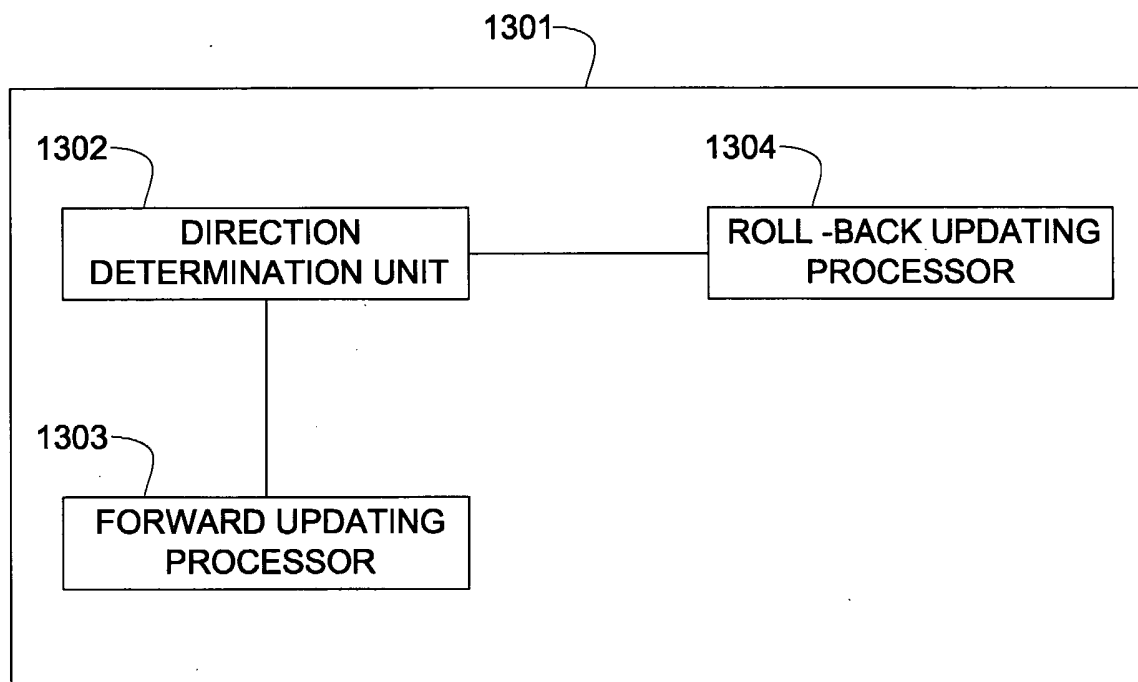 1301
1302
DIRECTION
DETERMINATION UNIT
1304
ROLL -BACK UPDATING
PROCESSOR
1303
FORWARD UPDATING
PROCESSOR